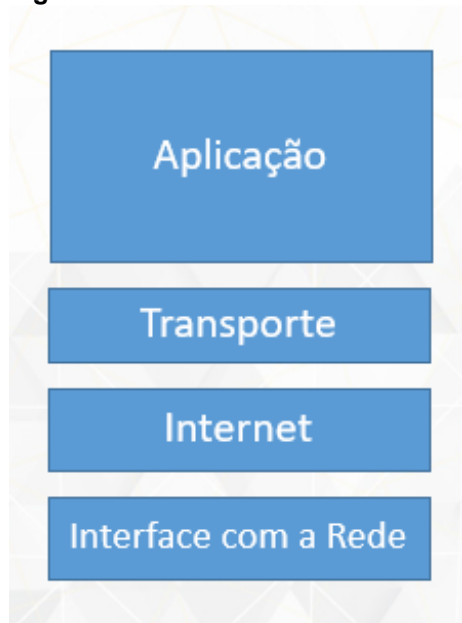 Aplicação
Transporte
Internet
Interface com a Rede